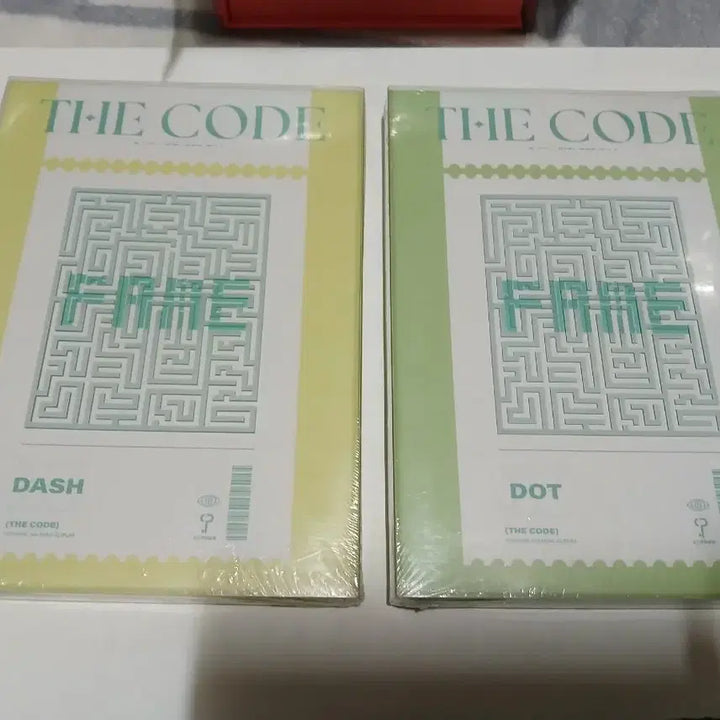 THE CODE
FAME
DASH
[THE CODE]
THE CODE
FAME
DOT
[THE CODE]